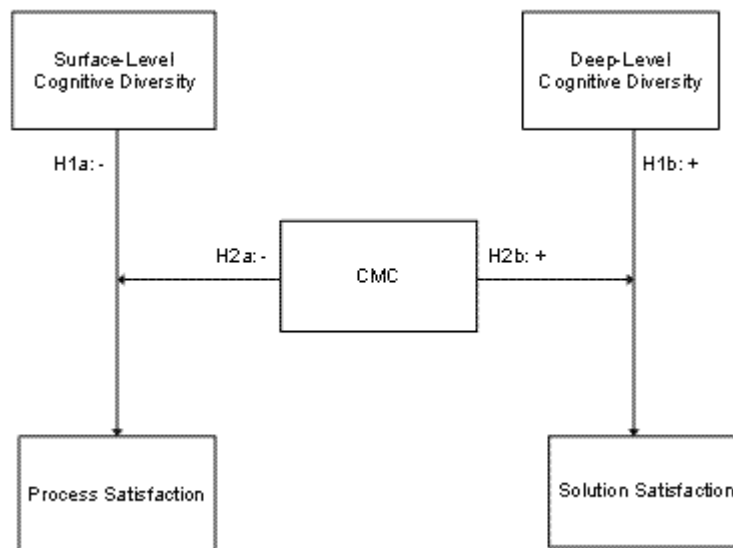 Surface-Level
Cognitive Diversity
Deep-Level
Cognitive Diversity
H1a: -
H1b: +
H2a: -
H2b: +
CMC
Process Satisfaction
Solution Satisfaction